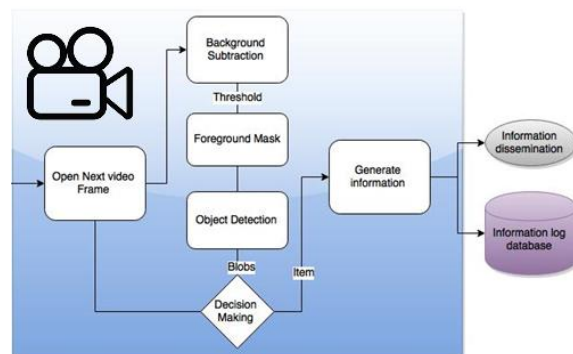 Background
Subtraction
Threshold
Foreground Mask
Open Next video
Frame
Object Detection
Blobs
Decision
Making
Item
Generate
information
Information
dissemination
Information log
database